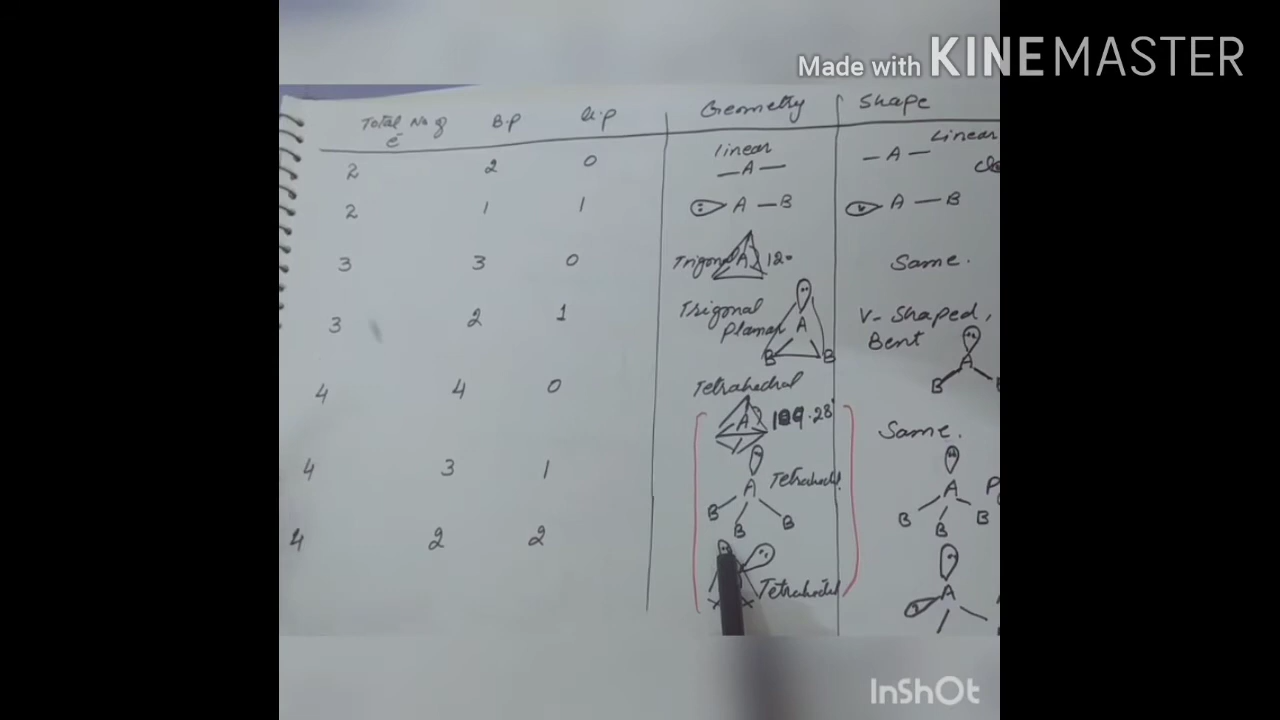 Made with KINEMASTER
Total No of e⁻ B.p u.p Geometry Shape
2 2 0 linear —A— —A— Linear
2 1 1 A—B A—B
3 3 0 Trigonal A 120 Same.
3 2 1 Trigonal Planar A B B V-Shaped, Bent A B
4 4 0 Tetrahedral A 109.28' Same.
4 3 1 A B B B Tetrahedral A B B B P
4 2 2 Tetrahedral A
InShOt